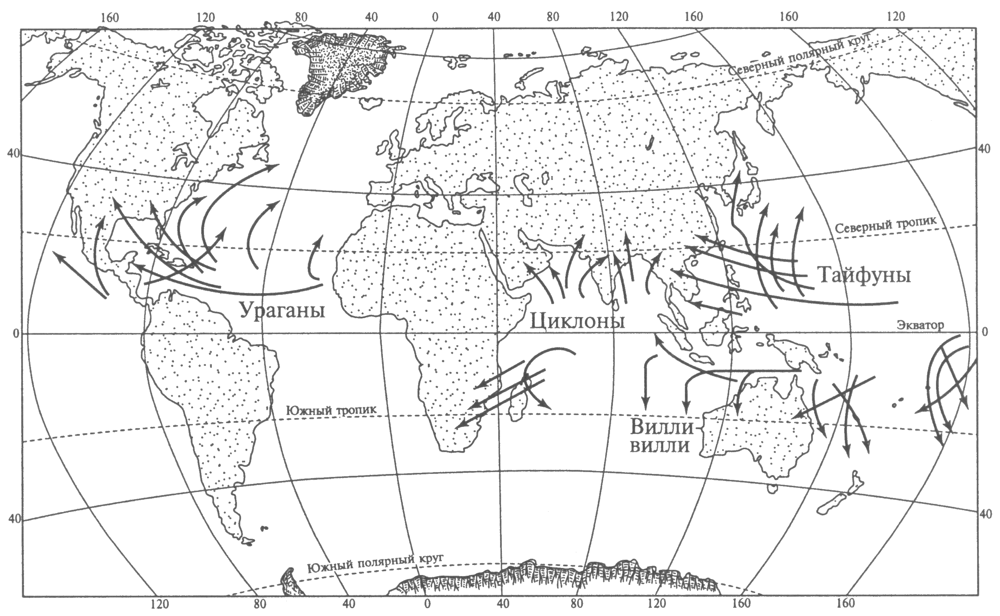 160 120 80 40 0 40 80 120 160 160 120
Северный полярный круг
40 40
Северный тропик
Тайфуны
Ураганы
Циклоны
Экватор
0 0
Южный тропик
Вилли-
вилли
40 40
Южный полярный круг
120 80 40 0 40 80 120 160 160